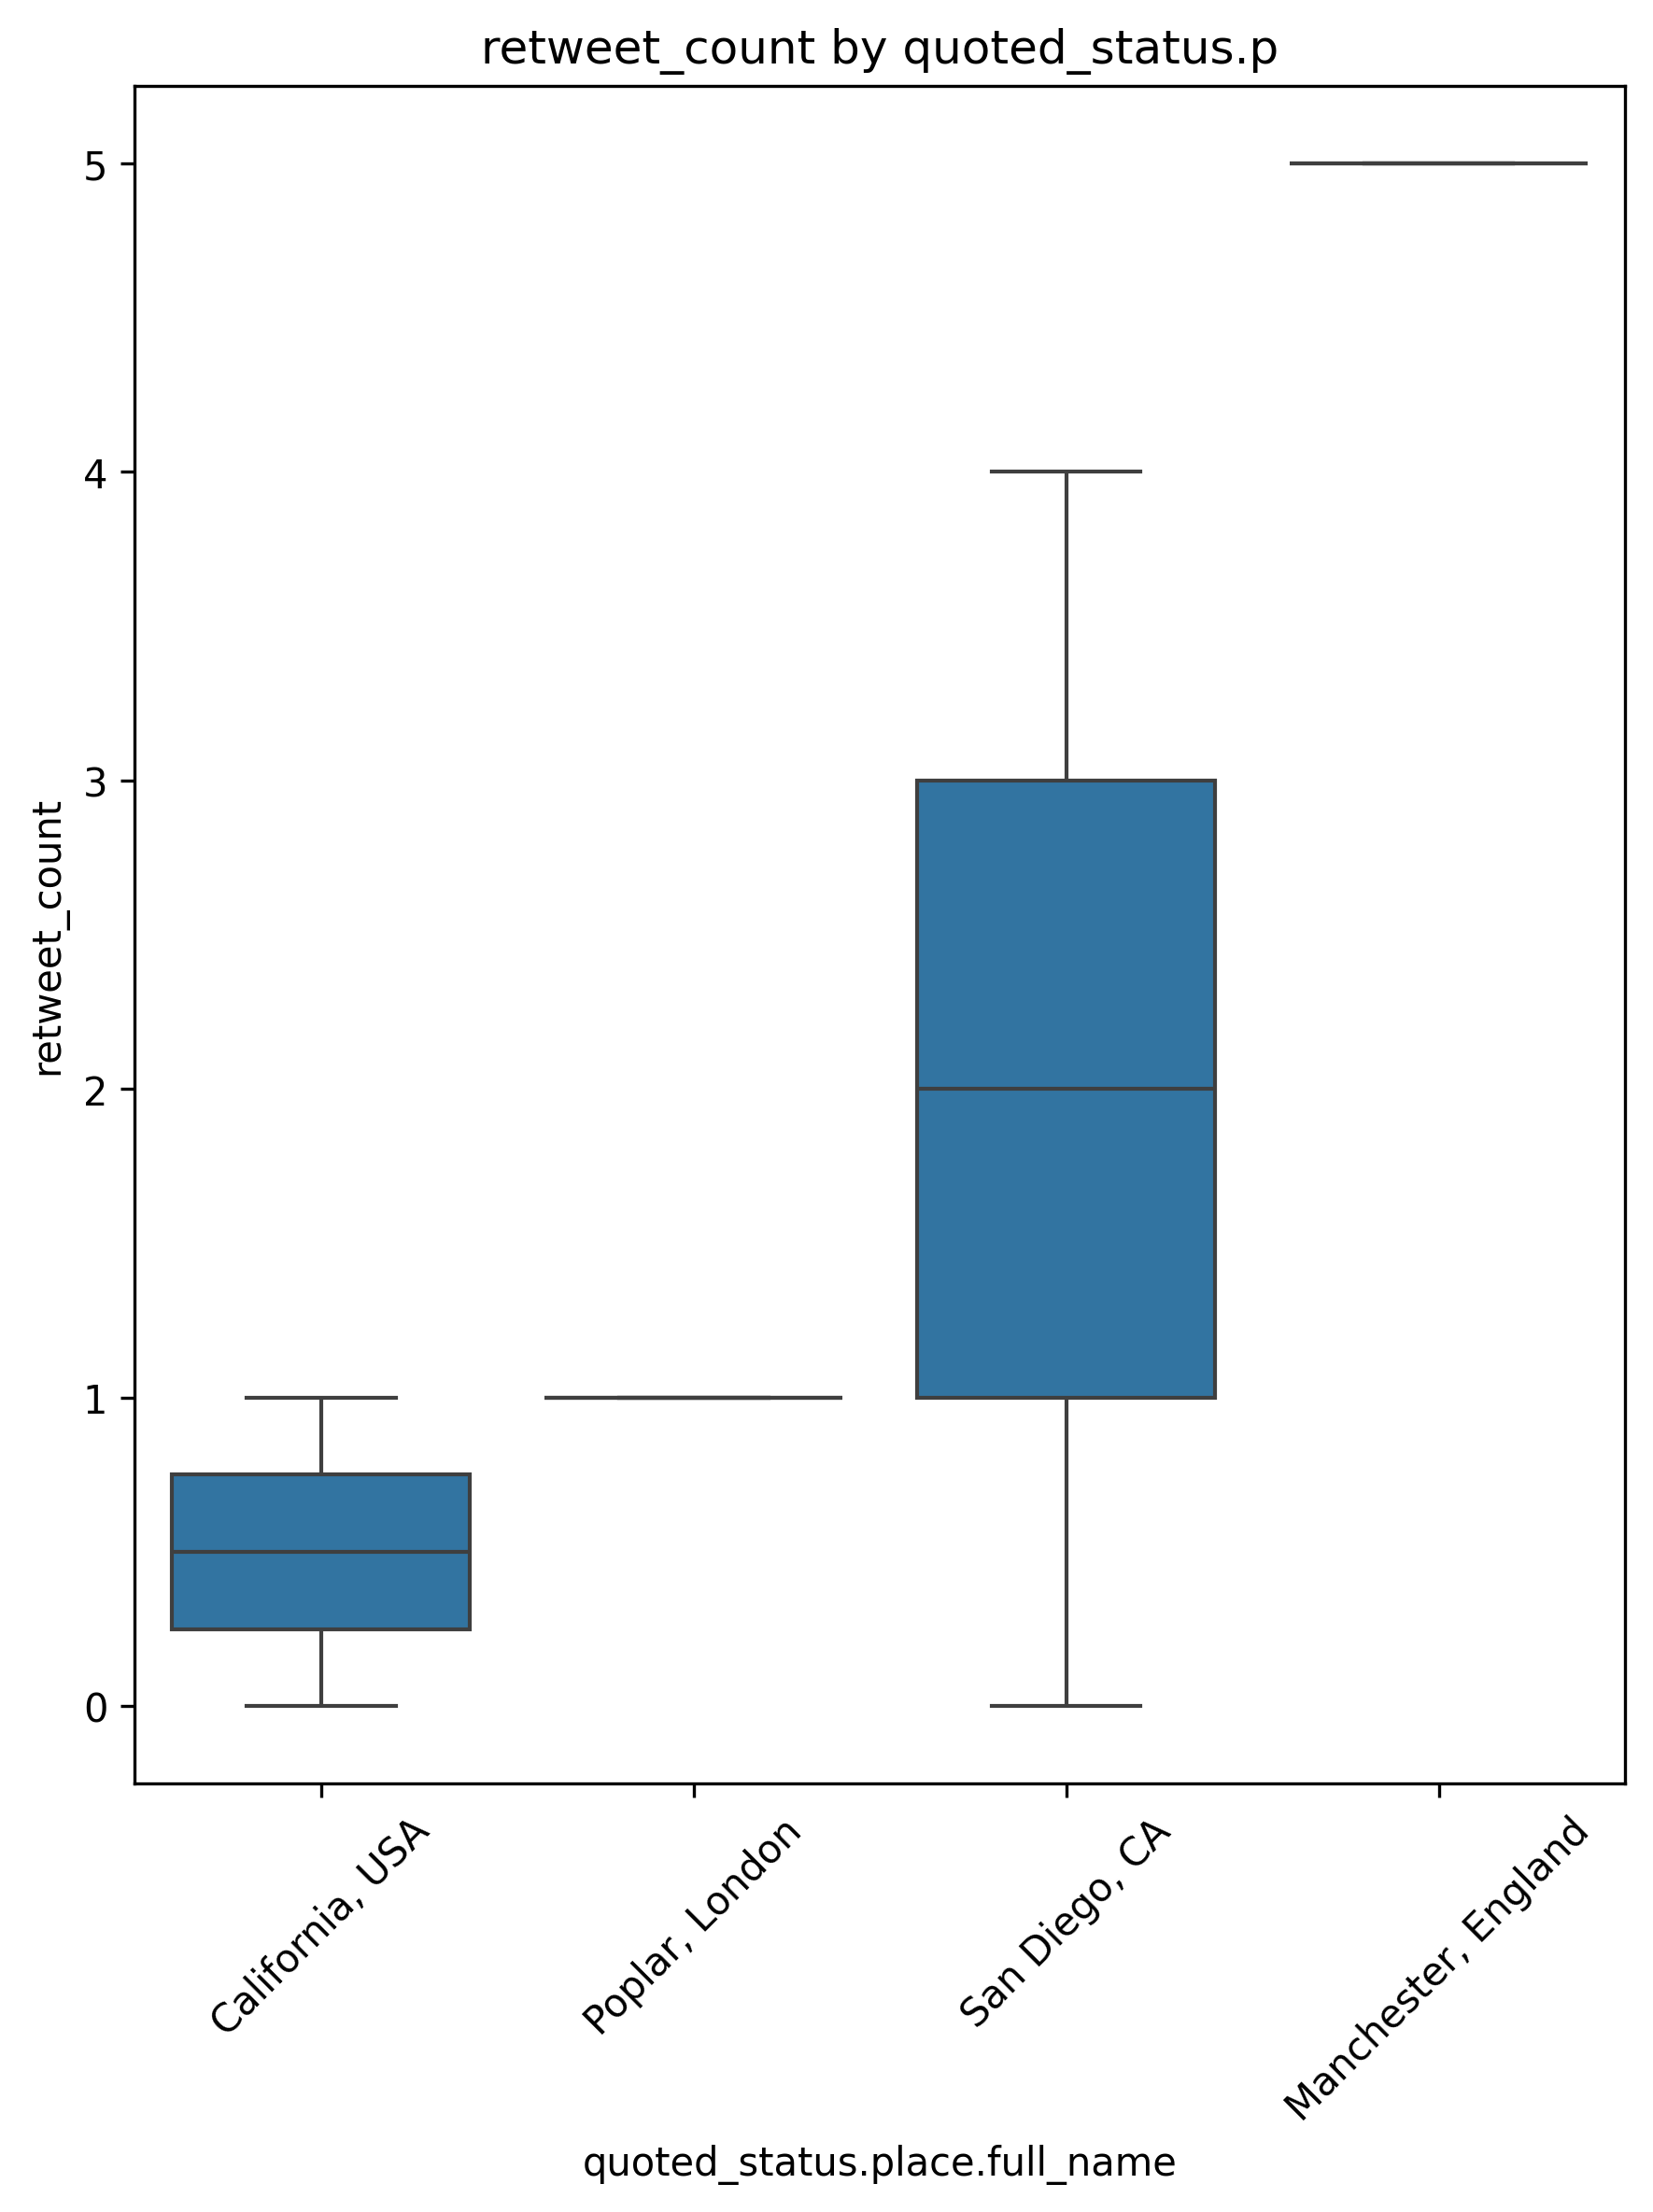 retweet_count by quoted_status.p
retweet_count
5
4
3
2
1
0
California, USA
Poplar, London
San Diego, CA
Manchester, England
quoted_status.place.full_name